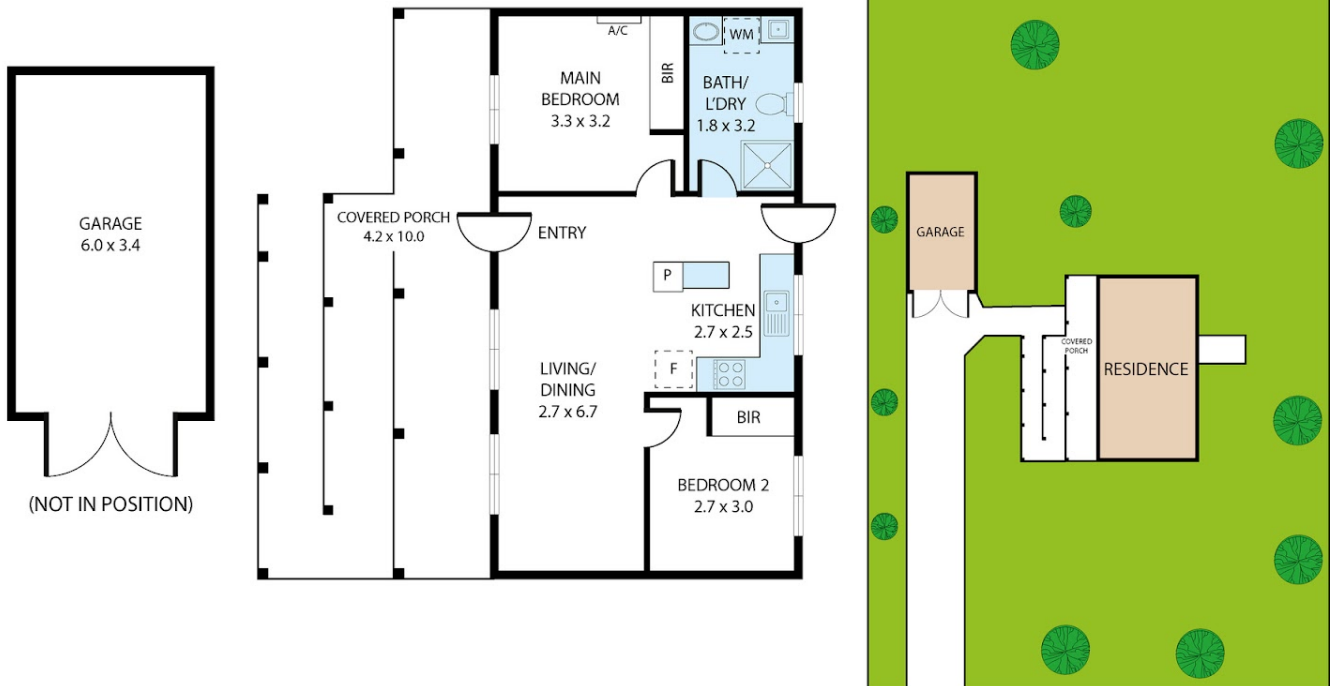 GARAGE
6.0 x 3.4
(NOT IN POSITION)
COVERED PORCH
4.2 x 10.0
A/C
MAIN
BEDROOM
3.3 x 3.2
BIR
WM
BATH/
L'DRY
1.8 x 3.2
ENTRY
P
KITCHEN
2.7 x 2.5
F
LIVING/
DINING
2.7 x 6.7
BIR
BEDROOM 2
2.7 x 3.0
GARAGE
COVERED
PORCH
RESIDENCE